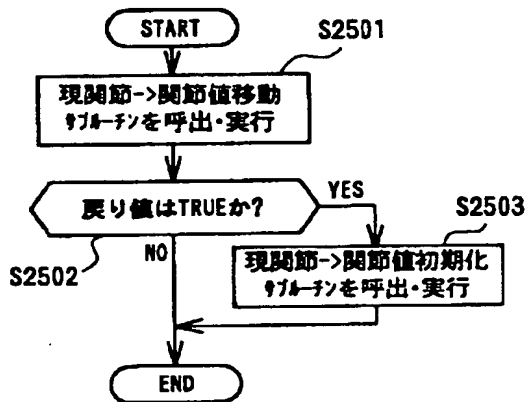 START
S2501
現関節->関節値移動
ｻﾌﾞﾙｰﾁﾝを呼出･実行
戻り値はTRUEか?
YES
S2503
S2502
NO
現関節->関節値初期化
ｻﾌﾞﾙｰﾁﾝを呼出･実行
END